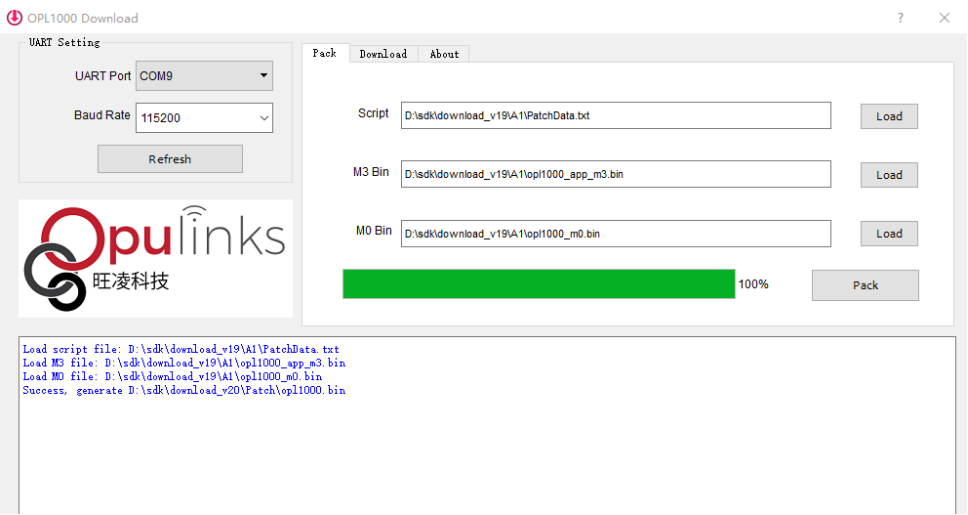 OPL1000 Download
?
UART Setting
UART Port COM9
Baud Rate 115200
Refresh
Opulinks
旺凌科技
Pack Download About
Script D:\sdk\download_v19\A1\PatchData.txt Load
M3 Bin D:\sdk\download_v19\A1\opl1000_app_m3.bin Load
M0 Bin D:\sdk\download_v19\A1\opl1000_m0.bin Load
100% Pack
Load script file: D:\sdk\download_v19\A1\PatchData.txt
Load M3 file: D:\sdk\download_v19\A1\opl1000_app_m3.bin
Load M0 file: D:\sdk\download_v19\A1\opl1000_m0.bin
Success, generate D:\sdk\download_v20\Patch\opl1000.bin